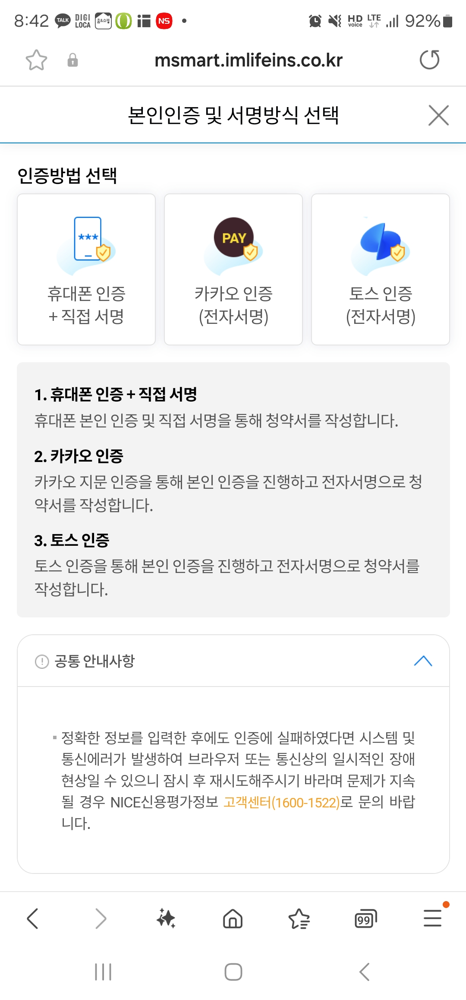 8:42 TALK DIGI LOCA 홈&쇼핑 NS HD voice LTE 92%
msmart.imlifeins.co.kr
본인인증 및 서명방식 선택
인증방법 선택
***
PAY
휴대폰 인증
+ 직접 서명
카카오 인증
(전자서명)
토스 인증
(전자서명)
1. 휴대폰 인증 + 직접 서명
휴대폰 본인 인증 및 직접 서명을 통해 청약서를 작성합니다.
2. 카카오 인증
카카오 지문 인증을 통해 본인 인증을 진행하고 전자서명으로 청
약서를 작성합니다.
3. 토스 인증
토스 인증을 통해 본인 인증을 진행하고 전자서명으로 청약서를
작성합니다.
공통 안내사항
정확한 정보를 입력한 후에도 인증에 실패하였다면 시스템 및
통신에러가 발생하여 브라우저 또는 통신상의 일시적인 장애
현상일 수 있으니 잠시 후 재시도해주시기 바라며 문제가 지속
될 경우 NICE신용평가정보 고객센터(1600-1522)로 문의 바랍
니다.
99